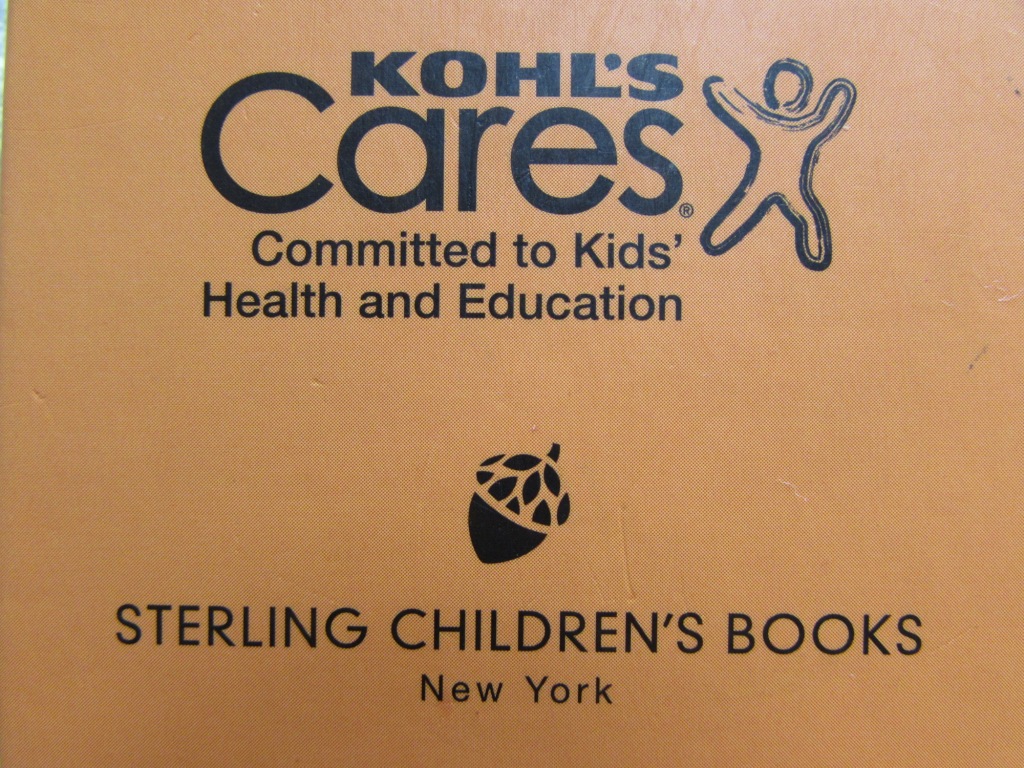 KOHL'S
Cares®
Committed to Kids'
Health and Education
STERLING CHILDREN'S BOOKS
New York